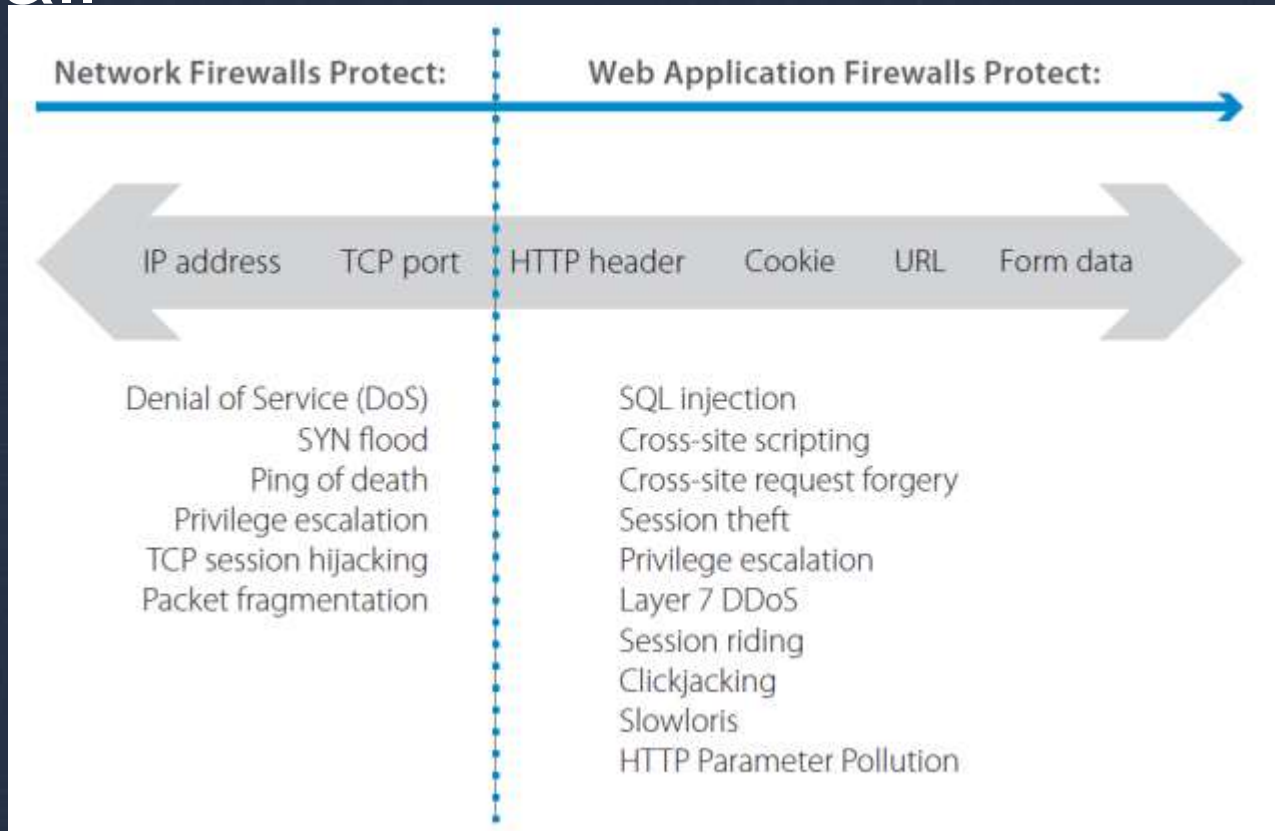 Network Firewalls Protect:
Web Application Firewalls Protect:
IP address TCP port HTTP header Cookie URL Form data
Denial of Service (DoS)
SYN flood
Ping of death
Privilege escalation
TCP session hijacking
Packet fragmentation
SQL injection
Cross-site scripting
Cross-site request forgery
Session theft
Privilege escalation
Layer 7 DDoS
Session riding
Clickjacking
Slowloris
HTTP Parameter Pollution